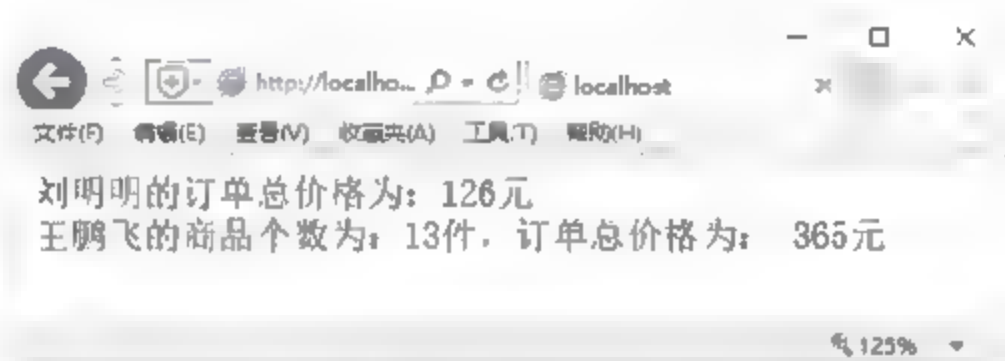 http://localho...
localhost
文件(F) 编辑(E) 查看(V) 收藏夹(A) 工具(T) 帮助(H)
刘明明的订单总价格为：126元
王鹏飞的商品个数为：13件，订单总价格为： 365元
125%